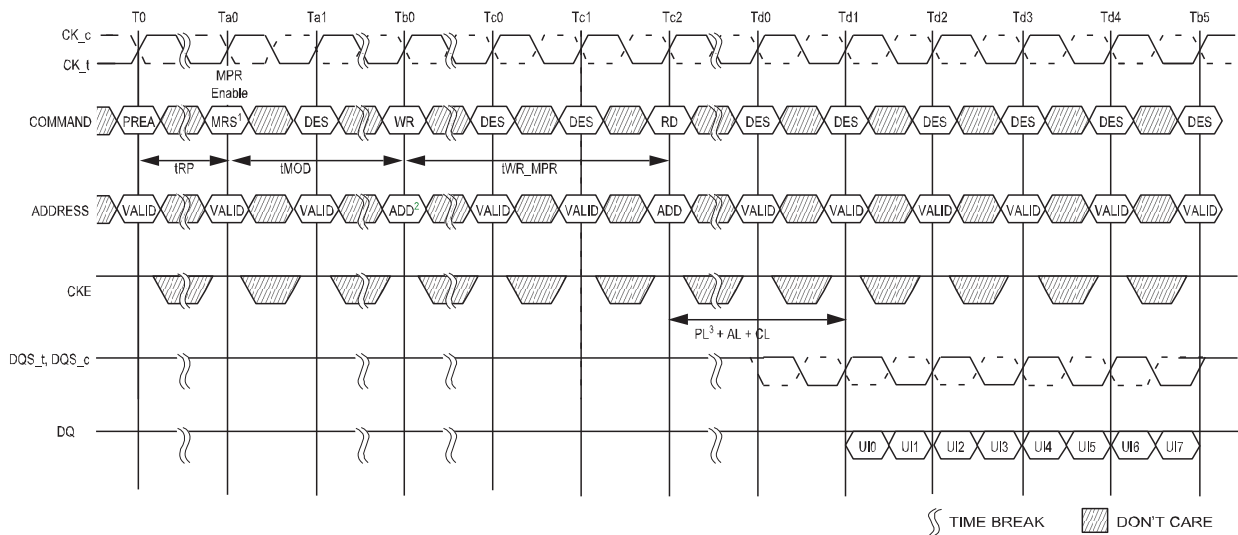 T0 Ta0 Ta1 Tb0 Tc0 Tc1 Tc2 Td0 Td1 Td2 Td3 Td4 Tb5
CK_c
CK_t
MPR
Enable
COMMAND PREA MRS1 DES WR DES DES RD DES DES DES DES DES DES
tRP tMOD tWR_MPR
ADDRESS VALID VALID VALID ADD2 VALID VALID ADD VALID VALID VALID VALID VALID VALID
CKE
PL3 + AL + CL
DQS_t, DQS_c
DQ
UI0 UI1 UI2 UI3 UI4 UI5 UI6 UI7
TIME BREAK DON'T CARE